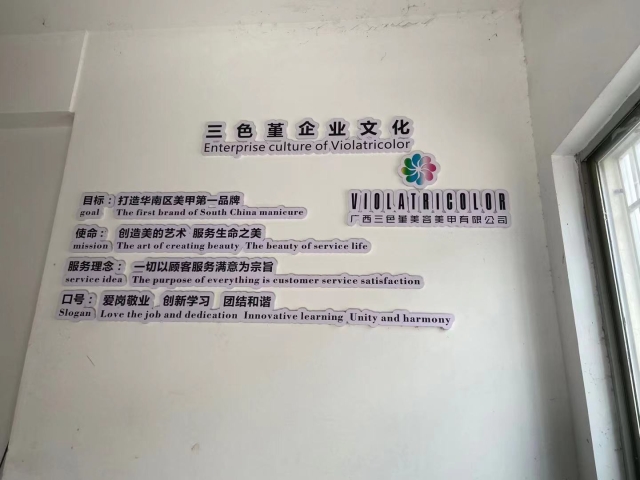 三色堇企业文化
Enterprise culture of Violatricolor
VIOLATRICOLOR
广西三色堇美容美甲有限公司
目标：打造华南区美甲第一品牌
goal The first brand of South China manicure
使命： 创造美的艺术 服务生命之美
mission The art of creating beauty The beauty of service life
服务理念： 一切以顾客服务满意为宗旨
service idea The purpose of everything is customer service satisfaction
口号： 爱岗敬业 创新学习 团结和谐
Slogan Love the job and dedication Innovative learning Unity and harmony